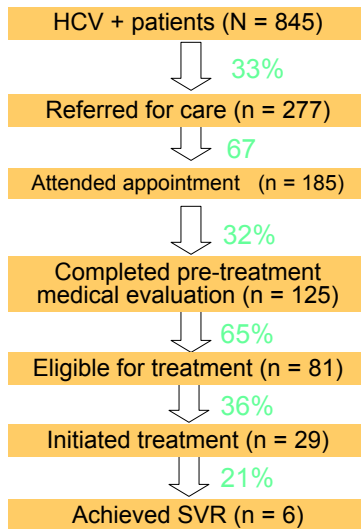 HCV + patients (N = 845)
33%
Referred for care (n = 277)
67
Attended appointment (n = 185)
32%
Completed pre-treatment
medical evaluation (n = 125)
65%
Eligible for treatment (n = 81)
36%
Initiated treatment (n = 29)
21%
Achieved SVR (n = 6)